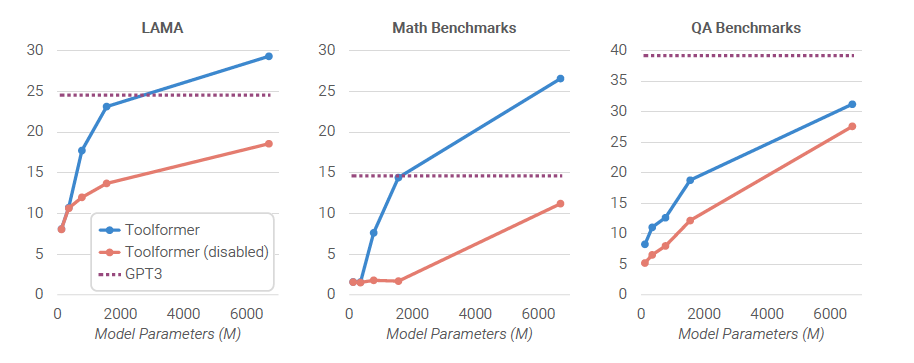 LAMA
30
25
20
15
10
5
0
0 2000 4000 6000
Model Parameters (M)
Toolformer
Toolformer (disabled)
GPT3
Math Benchmarks
30
25
20
15
10
5
0
0 2000 4000 6000
Model Parameters (M)
QA Benchmarks
40
35
30
25
20
15
10
5
0
0 2000 4000 6000
Model Parameters (M)